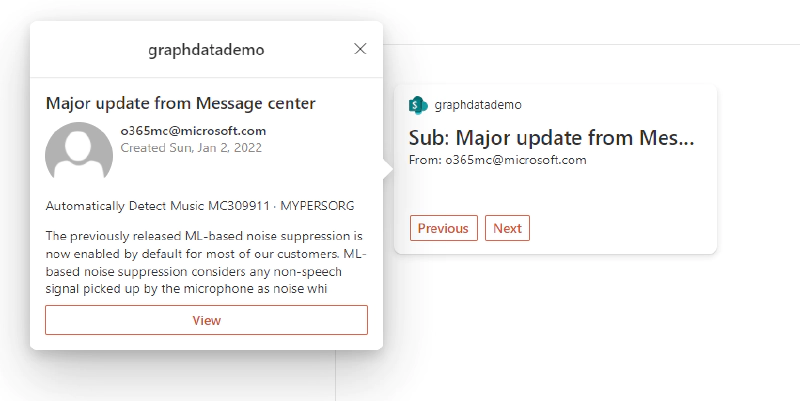 graphdatademo
Major update from Message center
o365mc@microsoft.com
Created Sun, Jan 2, 2022
Automatically Detect Music MC309911 · MYPERSORG
The previously released ML-based noise suppression is
now enabled by default for most of our customers. ML-
based noise suppression considers any non-speech
signal picked up by the microphone as noise whi
View
graphdatademo
Sub: Major update from Mes...
From: o365mc@microsoft.com
Previous
Next